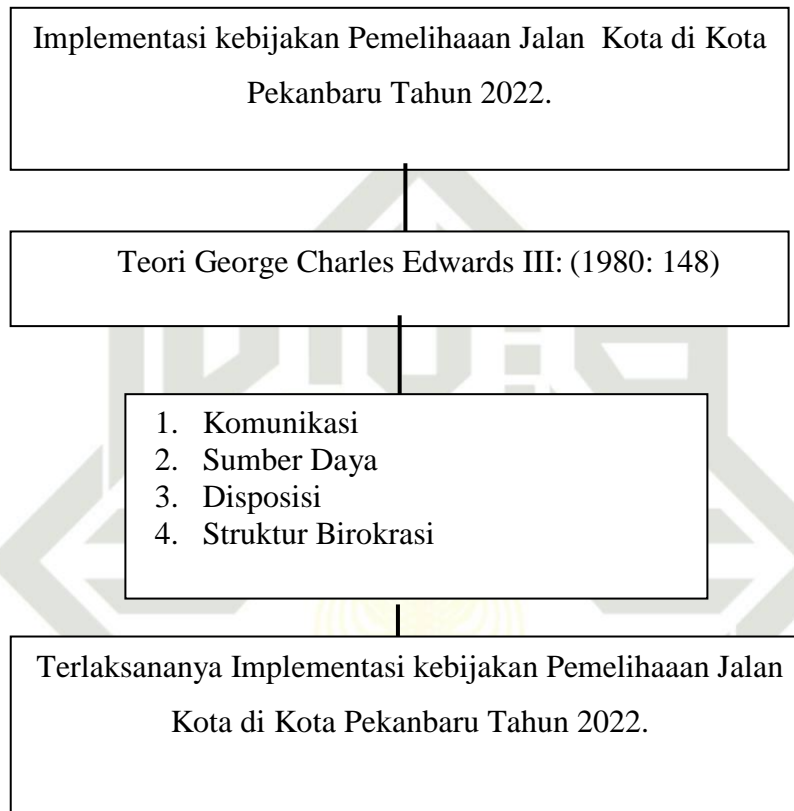 Implementasi kebijakan Pemelihaaan Jalan Kota di Kota
Pekanbaru Tahun 2022.
Teori George Charles Edwards III: (1980: 148)
1. Komunikasi
2. Sumber Daya
3. Disposisi
4. Struktur Birokrasi
Terlaksananya Implementasi kebijakan Pemelihaaan Jalan
Kota di Kota Pekanbaru Tahun 2022.